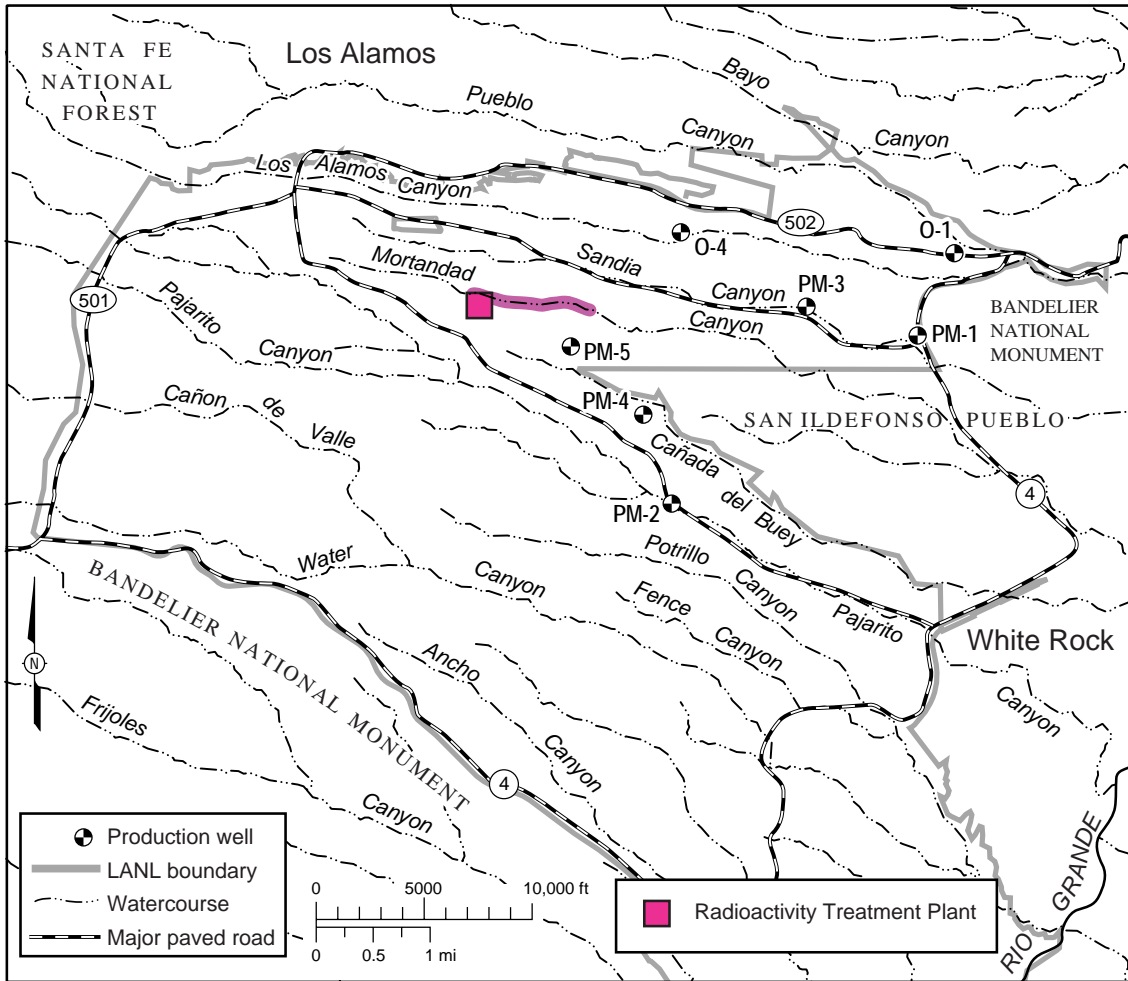 SANTA FE
NATIONAL
FOREST
Los Alamos
Bayo
Pueblo
Canyon
Canyon
Los Alamos Canyon
502
O-1
O-4
Sandia
Mortandad
Canyon
PM-3
501
Pajarito
Canyon
PM-1
BANDELIER
NATIONAL
MONUMENT
PM-5
Canyon
Cañon de Valle
PM-4
SAN ILDEFONSO PUEBLO
Cañada del Buey
4
PM-2
Water
Canyon
Potrillo
Canyon
Fence
Canyon
Pajarito
White Rock
Canyon
BANDELIER NATIONAL MONUMENT
N
Ancho
Canyon
Frijoles
Canyon
4
RIO GRANDE
Production well
LANL boundary
Watercourse
Major paved road
0 5000 10,000 ft
0 0.5 1 mi
Radioactivity Treatment Plant